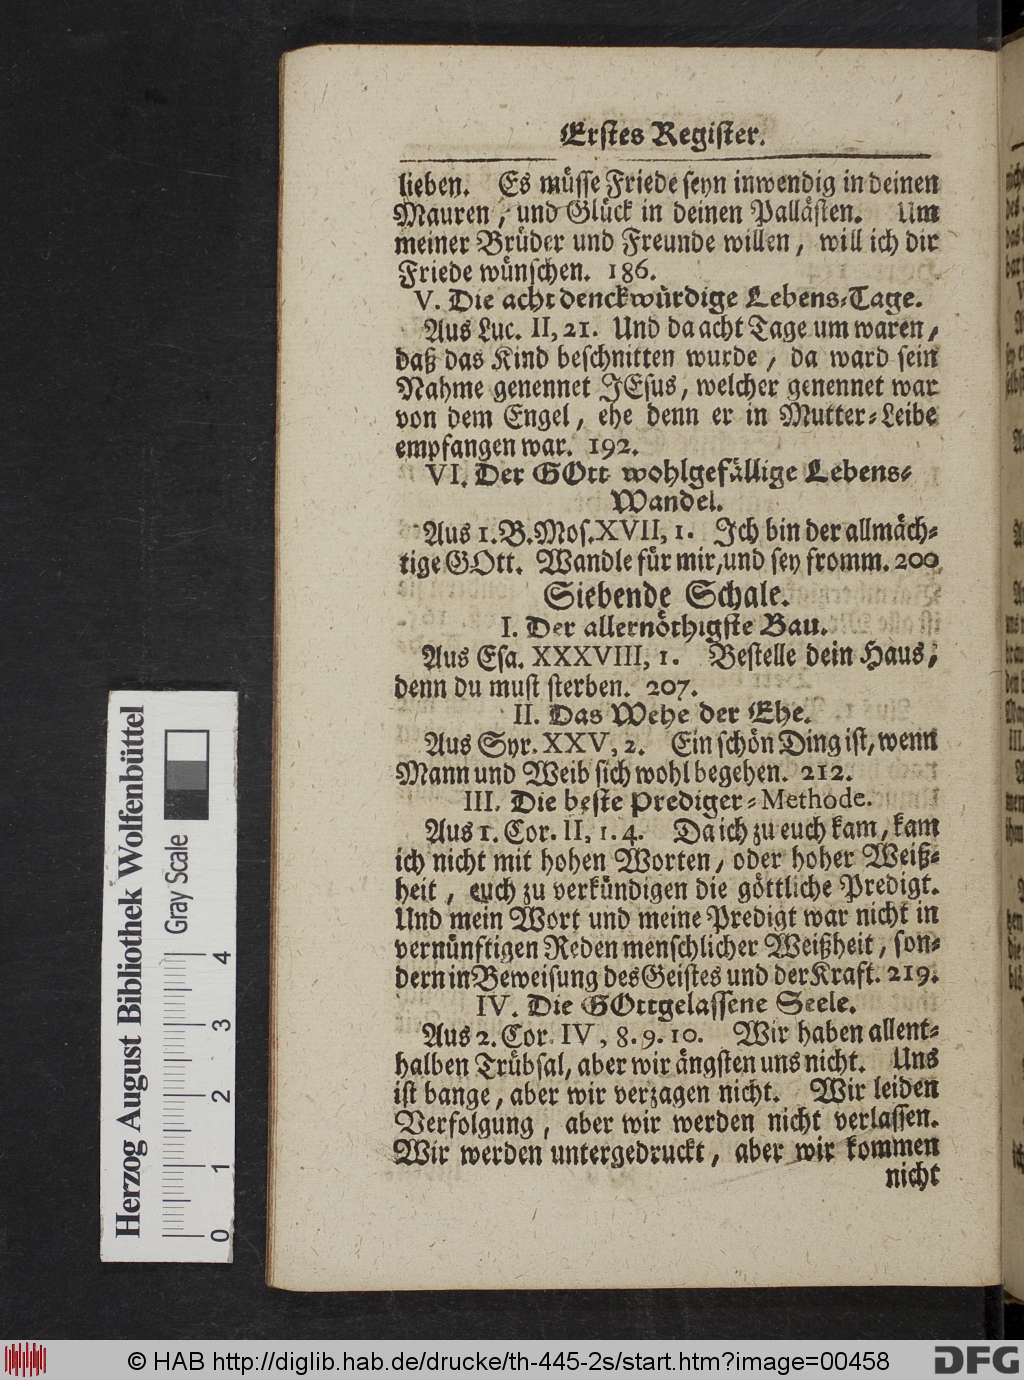 Erstes Register.
lieben. Es müsse Friede seyn inwendig in deinen
Mauren, und Glück in deinen Pallästen. Um
meiner Brüder und Freunde willen, will ich dir
Friede wünschen. 186.
V. Die acht denckwürdige Lebens-Tage.
Aus Luc. II, 21. Und da acht Tage um waren,
daß das Kind beschnitten wurde, da ward sein
Nahme genennet JEsus, welcher genennet war
von dem Engel, ehe denn er in Mutter-Leibe
empfangen war. 192.
VI. Der GOtt wohlgefällige Lebens-
Wandel.
Aus 1. B. Mos. XVII, 1. Ich bin der allmäch-
tige GOtt. Wandle für mir, und sey fromm. 200
Siebende Schale.
I. Der allernöthigste Bau.
Aus Esa. XXXVIII, 1. Bestelle dein Haus,
denn du must sterben. 207.
II. Das Wehe der Ehe.
Aus Syr. XXV, 2. Ein schön Ding ist, wenn
Mann und Weib sich wohl begehen. 212.
III. Die beste Prediger-Methode.
Aus 1. Cor. II, 1. 4. Da ich zu euch kam, kam
ich nicht mit hohen Worten, oder hoher Weiß-
heit, euch zu verkündigen die göttliche Predigt.
Und mein Wort und meine Predigt war nicht in
vernünftigen Reden menschlicher Weißheit, son-
dern in Beweisung des Geistes und der Kraft. 219.
IV. Die GOttgelassene Seele.
Aus 2. Cor. IV, 8. 9. 10. Wir haben allent-
halben Trübsal, aber wir ängsten uns nicht. Uns
ist bange, aber wir verzagen nicht. Wir leiden
Verfolgung, aber wir werden nicht verlassen.
Wir werden untergedruckt, aber wir kommen
nicht
Herzog August Bibliothek Wolfenbüttel
Gray Scale
0 1 2 3 4
© HAB http://diglib.hab.de/drucke/th-445-2s/start.htm?image=00458
DFG